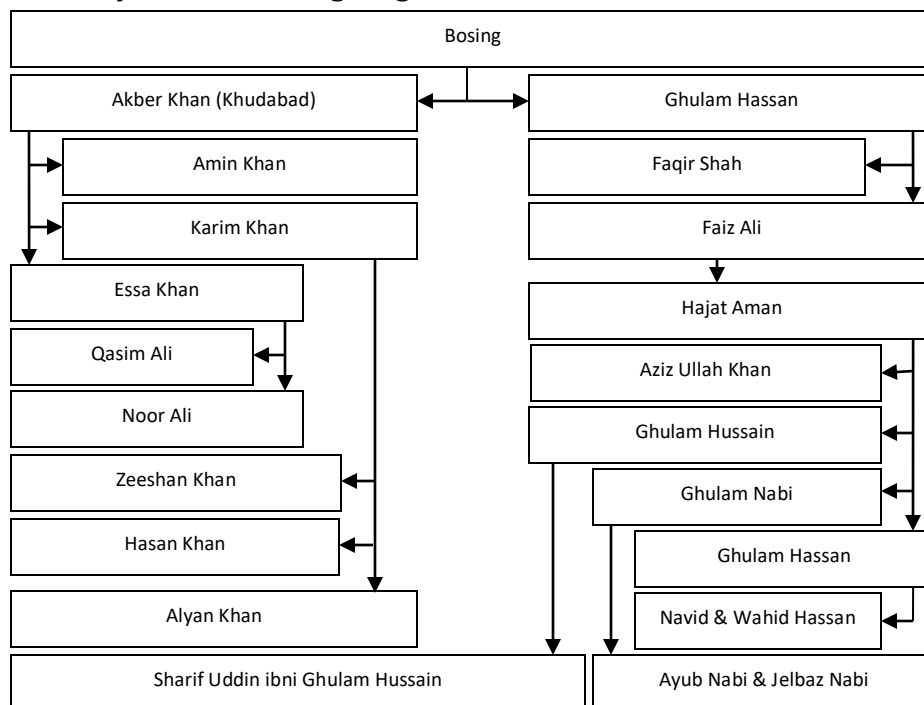 Bosing
Akber Khan (Khudabad)
Ghulam Hassan
Amin Khan
Faqir Shah
Karim Khan
Faiz Ali
Essa Khan
Hajat Aman
Qasim Ali
Aziz Ullah Khan
Noor Ali
Ghulam Hussain
Zeeshan Khan
Ghulam Nabi
Hasan Khan
Ghulam Hassan
Alyan Khan
Navid & Wahid Hassan
Sharif Uddin ibni Ghulam Hussain
Ayub Nabi & Jelbaz Nabi